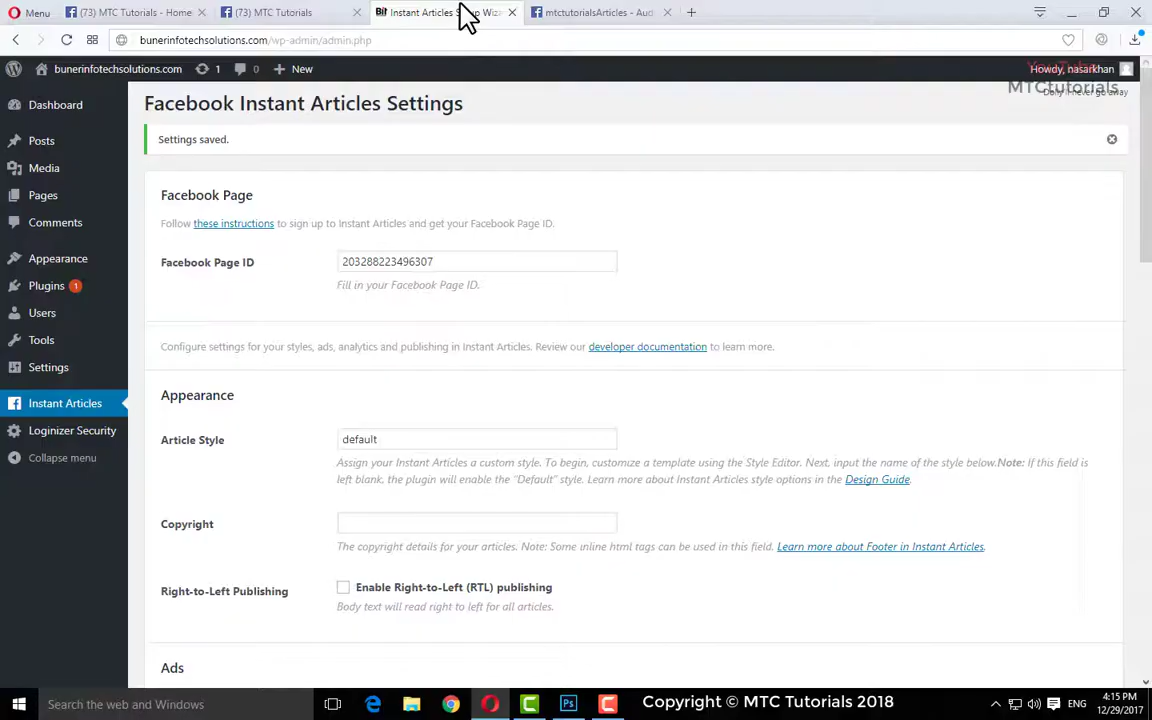 Menu
(73) MTC Tutorials - Home
(73) MTC Tutorials
Instant Articles S up Wiza
mtctutorialsArticles - Aud
bunerinfotechsolutions.com/wp-admin/admin.php
bunerinfotechsolutions.com
1
0
New
Howdy, nasarkhan
MTCtutorials
Dashboard
Posts
Media
Pages
Comments
Appearance
Plugins 1
Users
Tools
Settings
Instant Articles
Loginizer Security
Collapse menu
Facebook Instant Articles Settings
Settings saved.
Facebook Page
Follow these instructions to sign up to Instant Articles and get your Facebook Page ID.
Facebook Page ID
203288223496307
Fill in your Facebook Page ID.
Configure settings for your styles, ads, analytics and publishing in Instant Articles. Review our developer documentation to learn more.
Appearance
Article Style
default
Assign your Instant Articles a custom style. To begin, customize a template using the Style Editor. Next, input the name of the style below.Note: If this field is
left blank, the plugin will enable the "Default" style. Learn more about Instant Articles style options in the Design Guide.
Copyright
The copyright details for your articles. Note: Some inline html tags can be used in this field. Learn more about Footer in Instant Articles.
Right-to-Left Publishing
Enable Right-to-Left (RTL) publishing
Body text will read right to left for all articles.
Ads
Search the web and Windows
Copyright © MTC Tutorials 2018
ENG
4:15 PM
12/29/2017